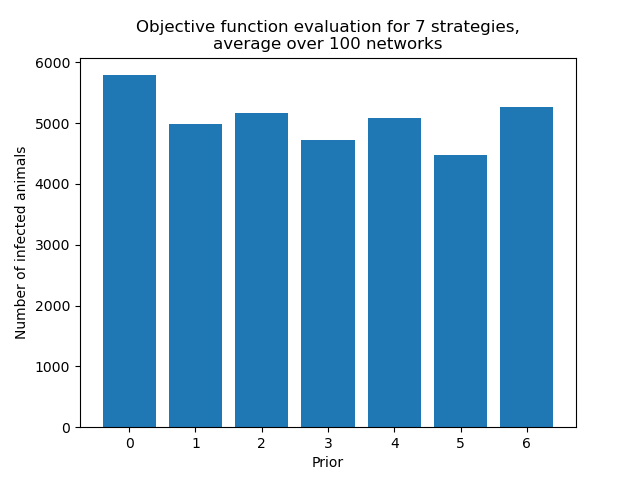 Objective function evaluation for 7 strategies,
average over 100 networks
Number of infected animals
6000
5000
4000
3000
2000
1000
0
0 1 2 3 4 5 6
Prior